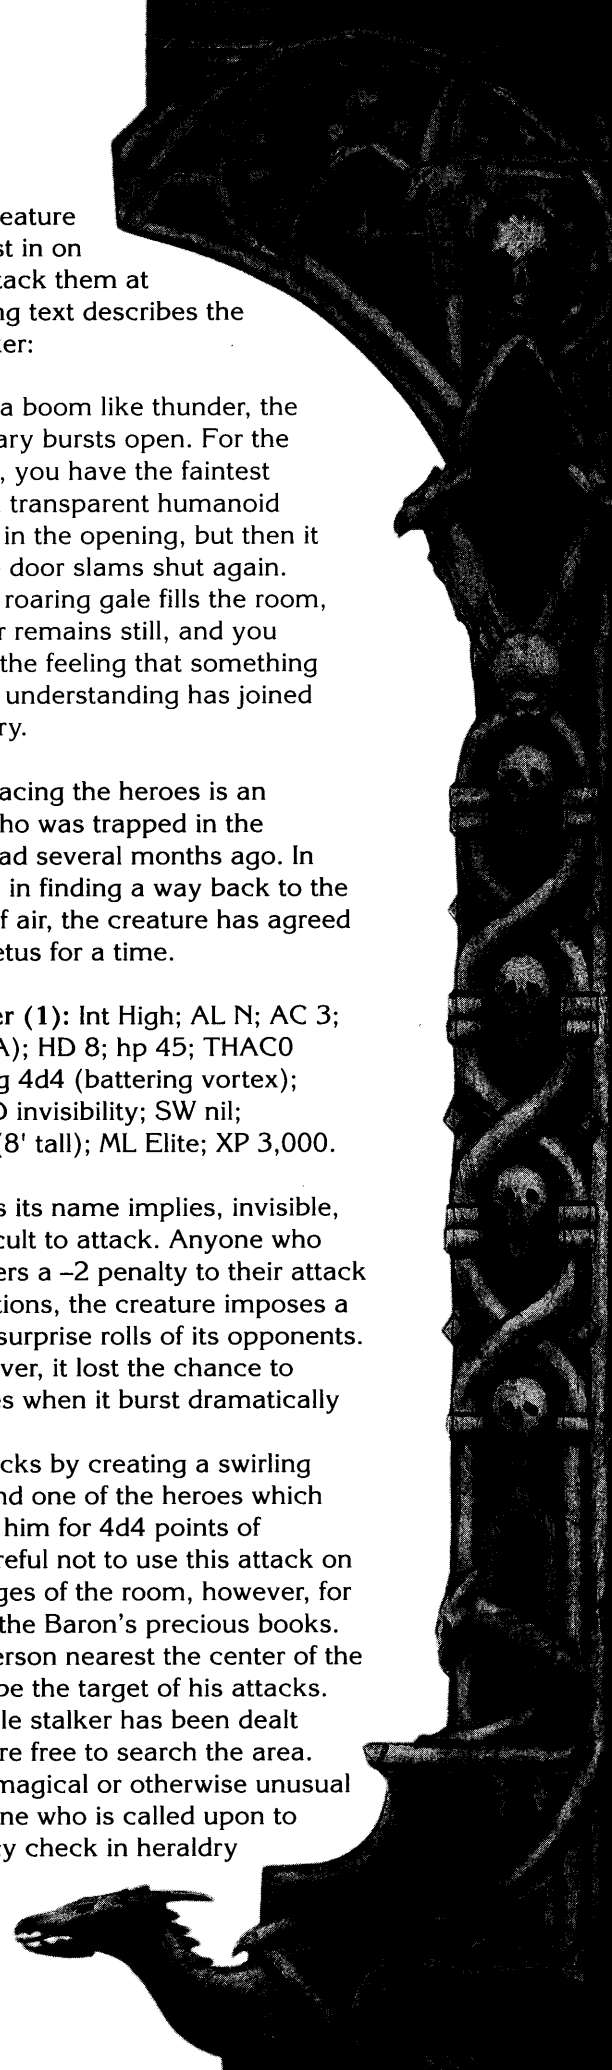 eature
st in on
tack them at
ng text describes the
ker:
a boom like thunder, the
ary bursts open. For the
, you have the faintest
transparent humanoid
in the opening, but then it
door slams shut again.
roaring gale fills the room,
r remains still, and you
the feeling that something
understanding has joined
ry.
acing the heroes is an
ho was trapped in the
ad several months ago. In
in finding a way back to the
f air, the creature has agreed
etus for a time.
er (1): Int High; AL N; AC 3;
A); HD 8; hp 45; THAC0
g 4d4 (battering vortex);
D invisibility; SW nil;
(8' tall); ML Elite; XP 3,000.
s its name implies, invisible,
cult to attack. Anyone who
ers a –2 penalty to their attack
tions, the creature imposes a
surprise rolls of its opponents.
ver, it lost the chance to
es when it burst dramatically
cks by creating a swirling
nd one of the heroes which
him for 4d4 points of
reful not to use this attack on
ges of the room, however, for
the Baron's precious books.
erson nearest the center of the
be the target of his attacks.
le stalker has been dealt
re free to search the area.
magical or otherwise unusual
ne who is called upon to
cy check in heraldry